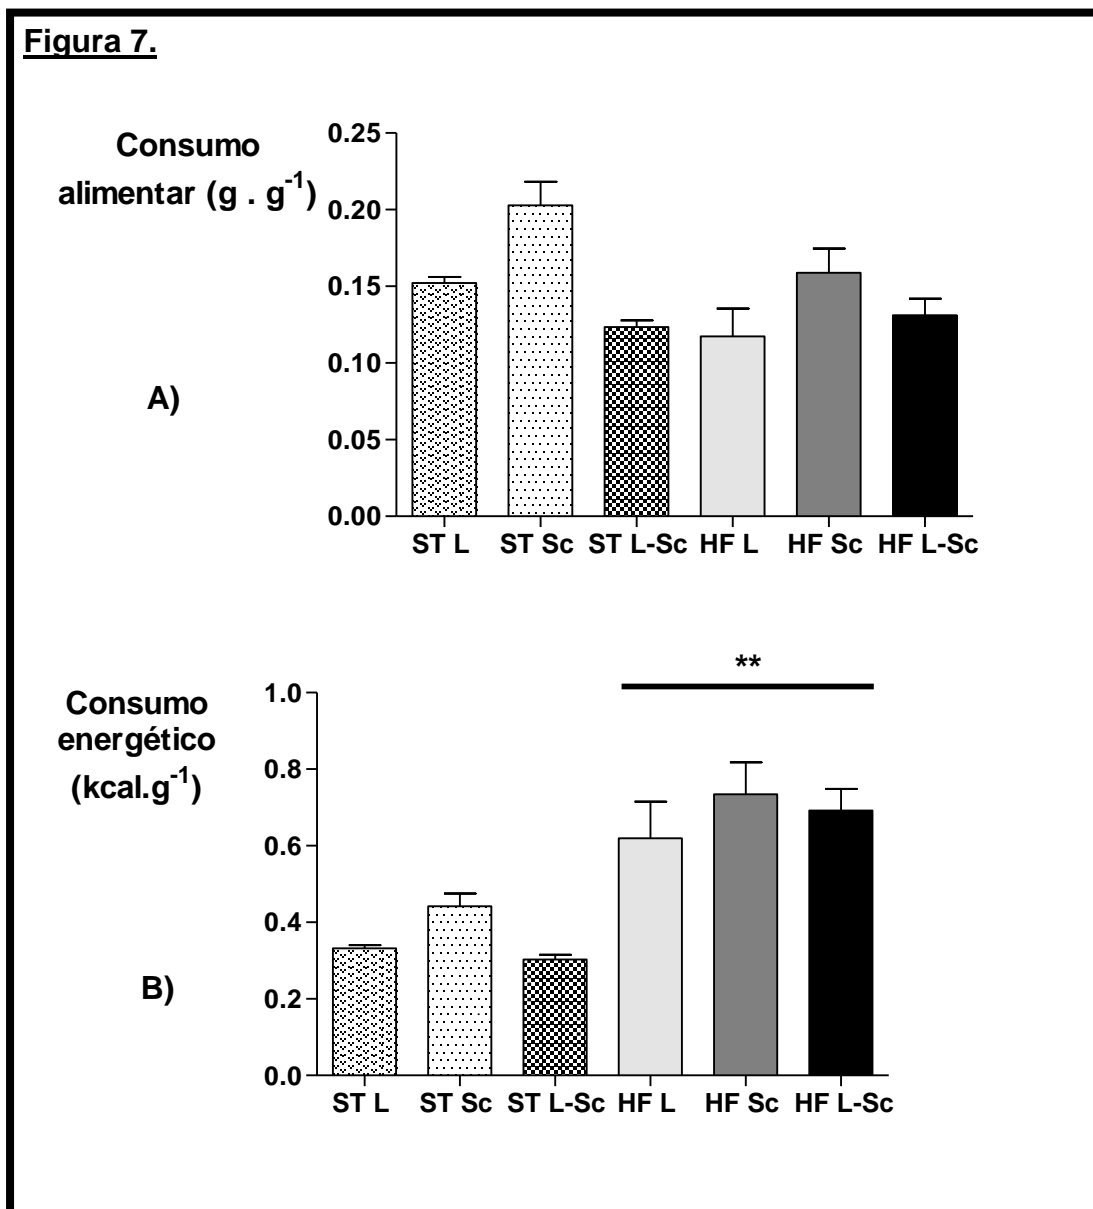 Figura 7.
Consumo
alimentar (g . g⁻¹)
0.25
0.20
0.15
0.10
0.05
0.00
A)
ST L ST Sc ST L-Sc HF L HF Sc HF L-Sc
**
Consumo
energético
(kcal.g⁻¹)
1.0
0.8
0.6
0.4
0.2
0.0
B)
ST L ST Sc ST L-Sc HF L HF Sc HF L-Sc